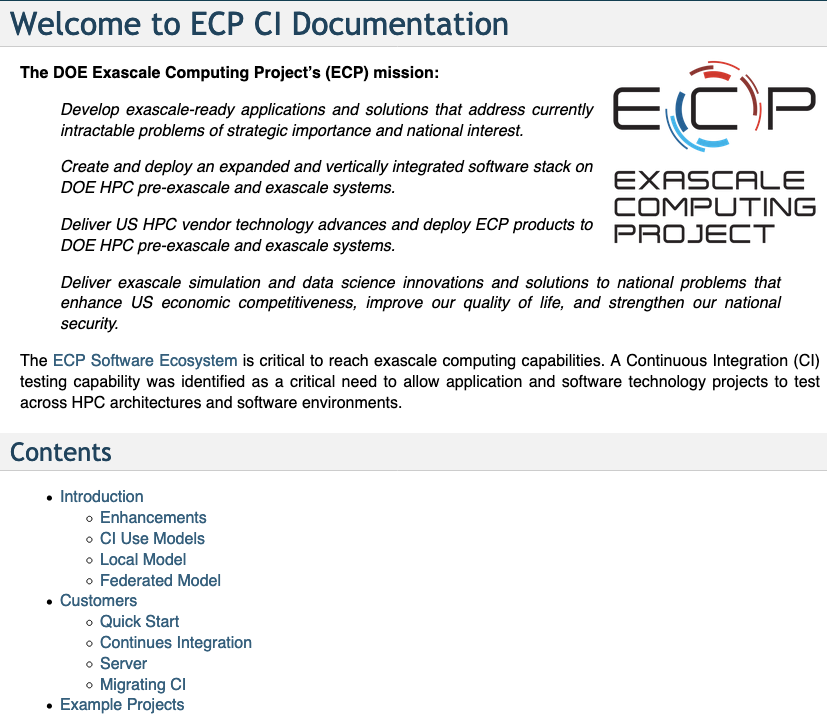 Welcome to ECP CI Documentation
The DOE Exascale Computing Project's (ECP) mission:
Develop exascale-ready applications and solutions that address currently
intractable problems of strategic importance and national interest.
Create and deploy an expanded and vertically integrated software stack on
DOE HPC pre-exascale and exascale systems.
Deliver US HPC vendor technology advances and deploy ECP products to
DOE HPC pre-exascale and exascale systems.
Deliver exascale simulation and data science innovations and solutions to national problems that
enhance US economic competitiveness, improve our quality of life, and strengthen our national
security.
ECP
EXASCALE
COMPUTING
PROJECT
The ECP Software Ecosystem is critical to reach exascale computing capabilities. A Continuous Integration (CI)
testing capability was identified as a critical need to allow application and software technology projects to test
across HPC architectures and software environments.
Contents
• Introduction
◦ Enhancements
◦ CI Use Models
◦ Local Model
◦ Federated Model
• Customers
◦ Quick Start
◦ Continues Integration
◦ Server
◦ Migrating CI
• Example Projects